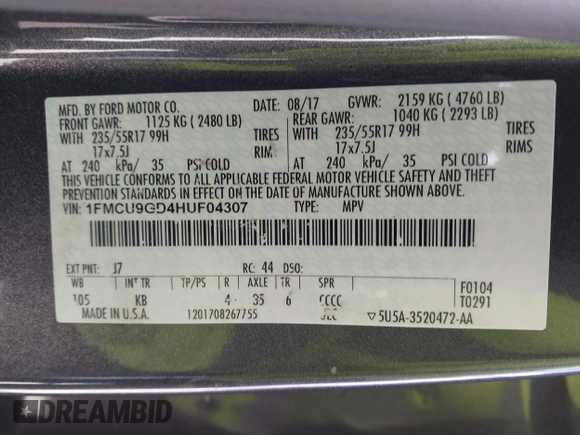 MFD. BY FORD MOTOR CO. DATE: 08/17 GVWR: 2159 KG ( 4760 LB)
FRONT GAWR: 1125 KG ( 2480 LB) REAR GAWR: 1040 KG ( 2293 LB)
WITH 235/55R17 99H TIRES WITH 235/55R17 99H TIRES
17x7.5J RIMS 17x7.5J RIM
AT 240 kPa/ 35 PSI COLD AT 240 kPa/ 35 PSI COLD
THIS VEHICLE CONFORMS TO ALL APPLICABLE FEDERAL MOTOR VEHICLE SAFETY AND THEFT
PREVENTION STANDARDS IN EFFECT ON THE DATE OF MANUFACTURE SHOWN ABOVE.
VIN: 1FMCU9GD4HUF04307 TYPE: MPV
EXT PNT: J7 RC: 44 DSO:
WB INT TR TP/PS R AXLE TR SPR F0104
105 KB 4 35 6 T0291
MADE IN U.S.A. 1201708267755 ▽5U5A-3520472-AA
DREAMBID